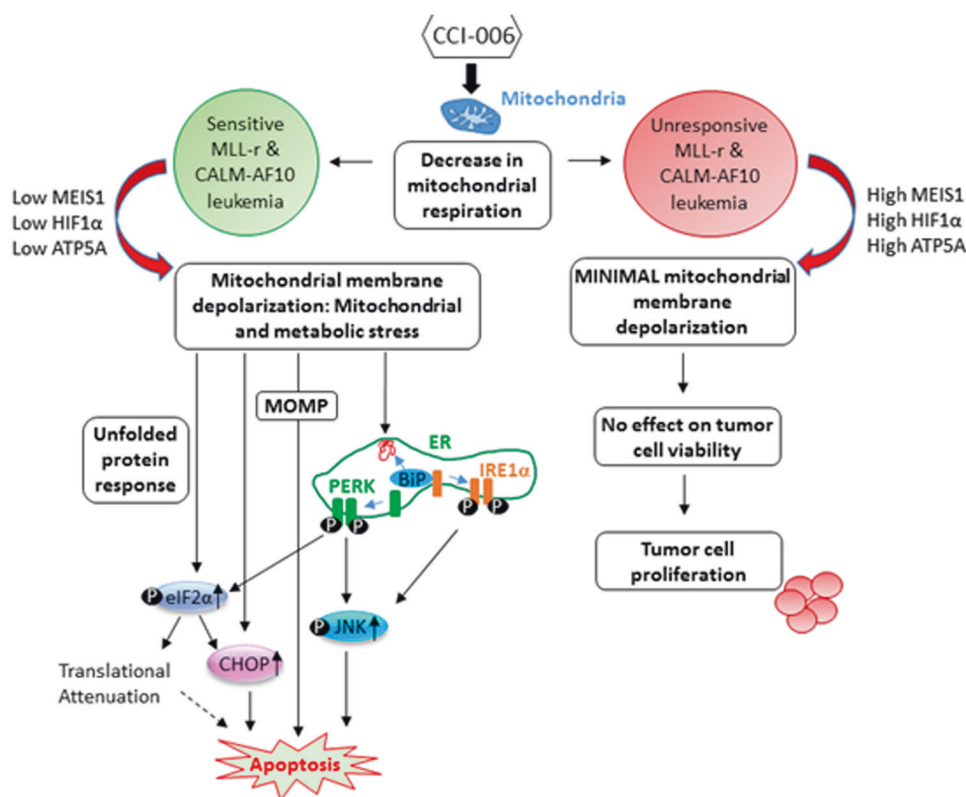 CCI-006
Mitochondria
Sensitive
MLL-r &
CALM-AF10
leukemia
Decrease in
mitochondrial
respiration
Unresponsive
MLL-r &
CALM-AF10
leukemia
Low MEIS1
Low HIF1α
Low ATP5A
High MEIS1
High HIF1α
High ATP5A
Mitochondrial membrane
depolarization: Mitochondrial
and metabolic stress
MINIMAL mitochondrial
membrane
depolarization
MOMP
Unfolded
protein
response
ER
PERK
BiP
IRE1α
P
P
P
P
No effect on tumor
cell viability
Tumor cell
proliferation
P
eIF2α
P
JNK
CHOP
Translational
Attenuation
Apoptosis